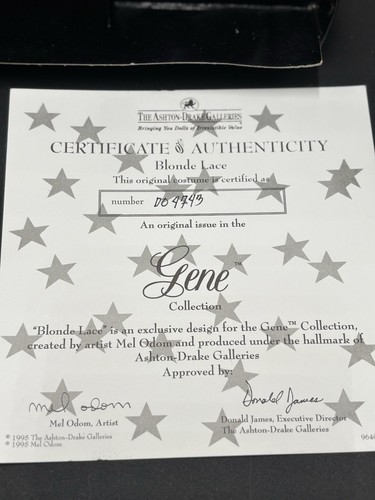 THE ASHTON-DRAKE GALLERIES
Bringing You Dolls of Irresistible Value
CERTIFICATE of AUTHENTICITY
Blonde Lace
This original costume is certified as
number DO4743
An original issue in the
Gene™
Collection
"Blonde Lace" is an exclusive design for the Gene™ Collection,
created by artist Mel Odom and produced under the hallmark of
Ashton-Drake Galleries
Approved by:
mel odom
Donald James
Mel Odom, Artist
Donald James, Executive Director
The Ashton-Drake Galleries
© 1995 The Ashton-Drake Galleries
© 1995 Mel Odom